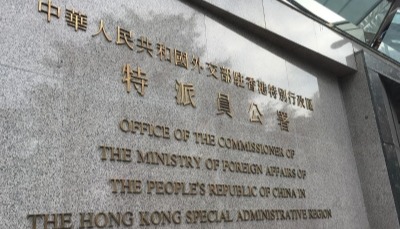 中華人民共和國外交部駐香港特別行政區
特派員公署
OFFICE OF THE COMMISSIONER OF
THE MINISTRY OF FOREIGN AFFAIRS OF
THE PEOPLE'S REPUBLIC OF CHINA IN
THE HONG KONG SPECIAL ADMINISTRATIVE REGION